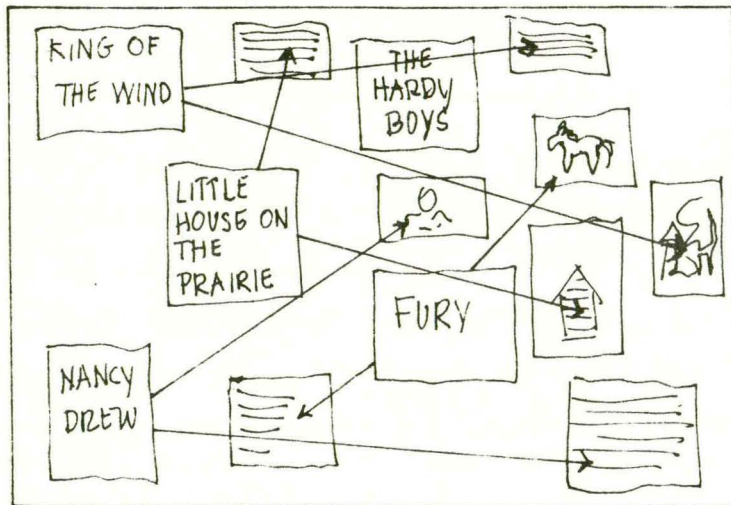 KING OF
THE WIND
THE
HARDY
BOYS
LITTLE
HOUSE ON
THE
PRAIRIE
FURY
NANCY
DREW